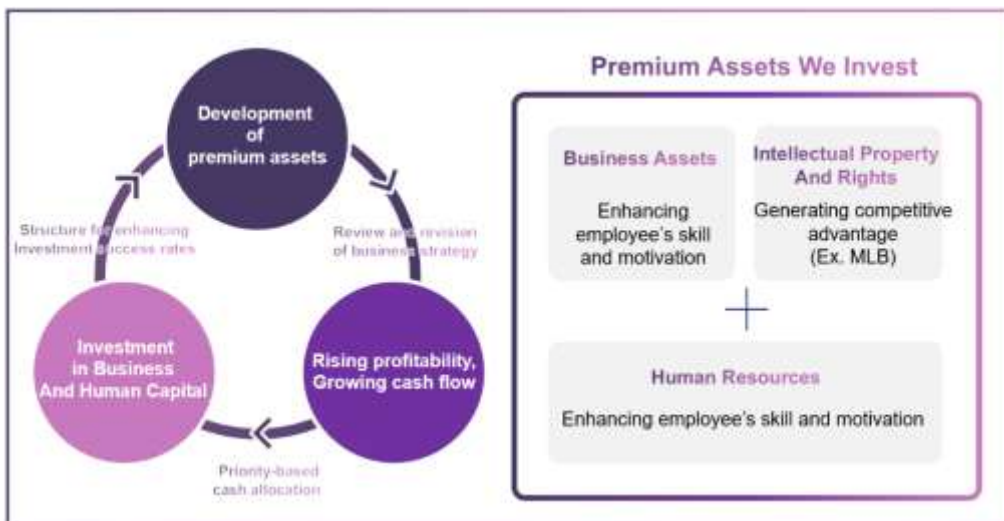 Development
of
premium assets
Structure for enhancing
Investment success rates
Review and revision
of business strategy
Investment
in Business
And Human Capital
Rising profitability,
Growing cash flow
Priority-based
cash allocation
Premium Assets We Invest
Business Assets
Enhancing
employee's skill
and motivation
Intellectual Property
And Rights
Generating competitive
advantage
(Ex. MLB)
Human Resources
Enhancing employee's skill and motivation